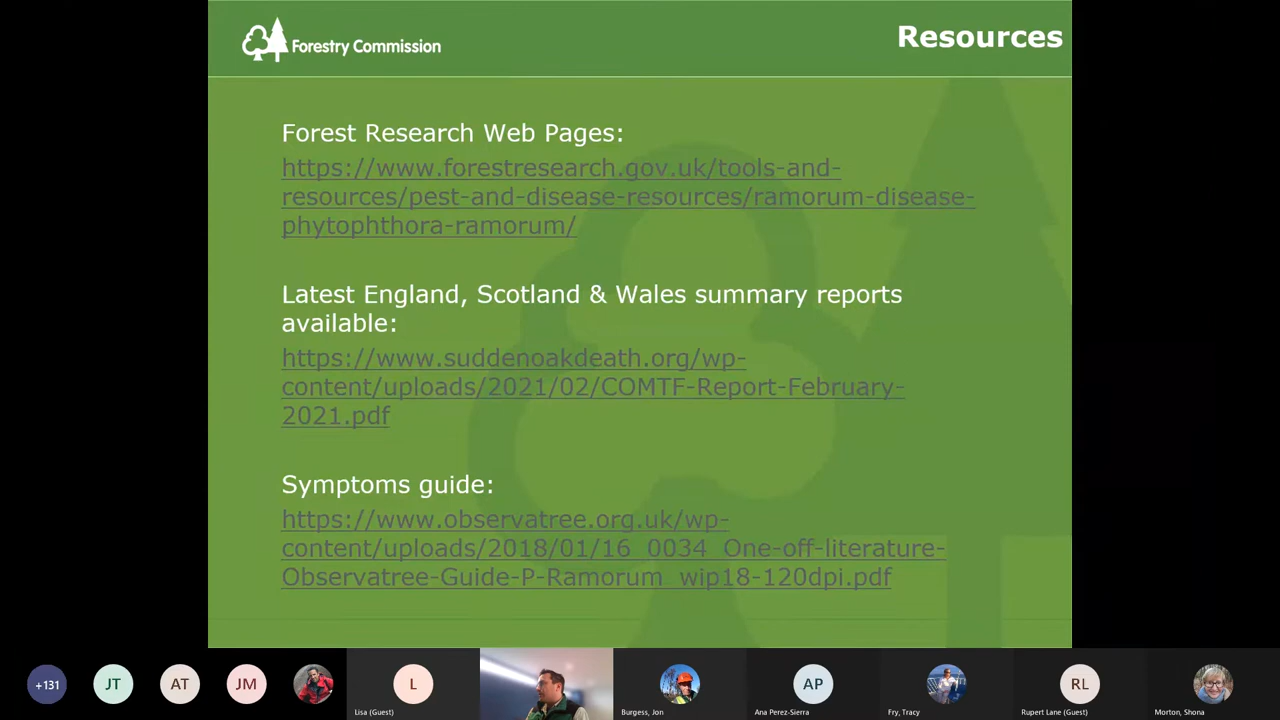 Forestry Commission
Resources
Forest Research Web Pages:
https://www.forestresearch.gov.uk/tools-and-
resources/pest-and-disease-resources/ramorum-disease-
phytophthora-ramorum/
Latest England, Scotland & Wales summary reports
available:
https://www.suddenoakdeath.org/wp-
content/uploads/2021/02/COMTF-Report-February-
2021.pdf
Symptoms guide:
https://www.observatree.org.uk/wp-
content/uploads/2018/01/16_0034_One-off-literature-
Observatree-Guide-P-Ramorum_wip18-120dpi.pdf
+131
JT
AT
JM
L
AP
RL
Lisa (Guest)
Burgess, Jon
Ana Perez-Sierra
Fry, Tracy
Rupert Lane (Guest)
Morton, Shona